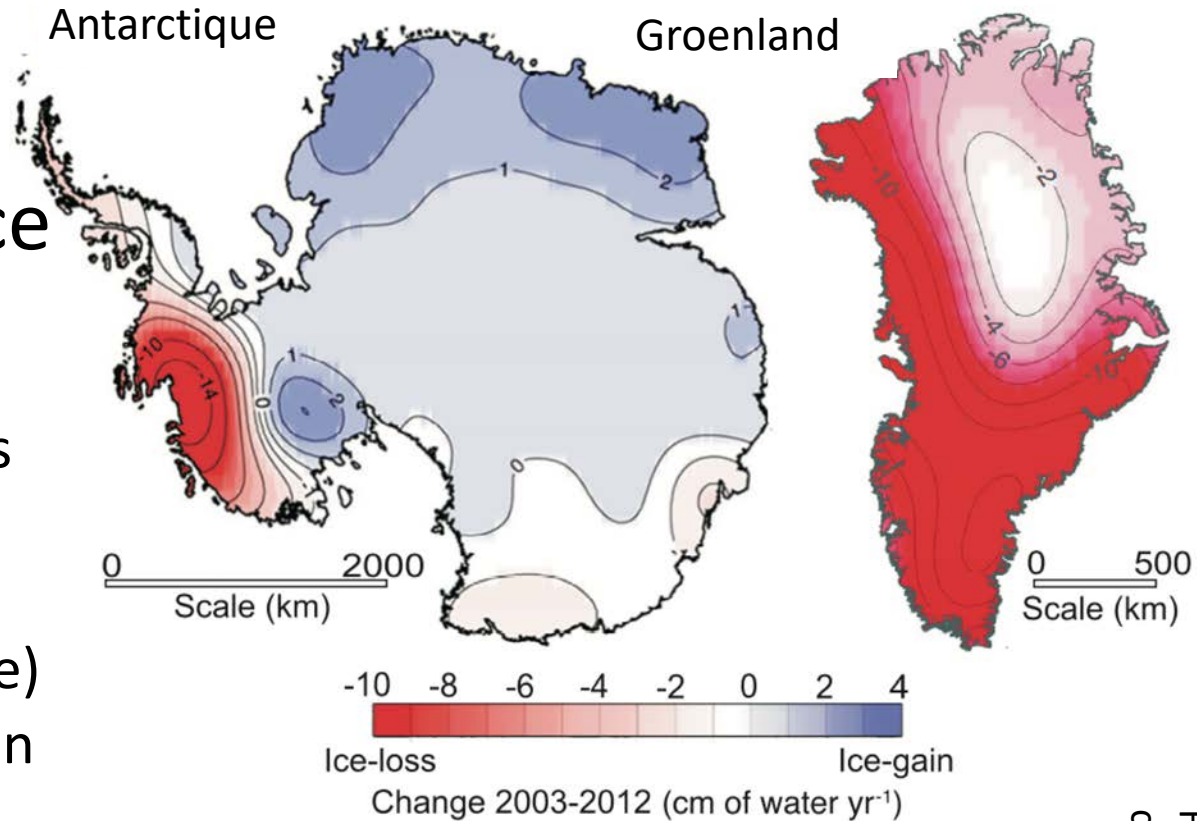 Antarctique
Groenland
ce
s
e)
n
1
2
1
-10
-14
0
1
2
0
-10
-2
-4
-6
-10
0 2000
Scale (km)
0 500
Scale (km)
-10 -8 -6 -4 -2 0 2 4
Ice-loss Ice-gain
Change 2003-2012 (cm of water yr⁻¹)